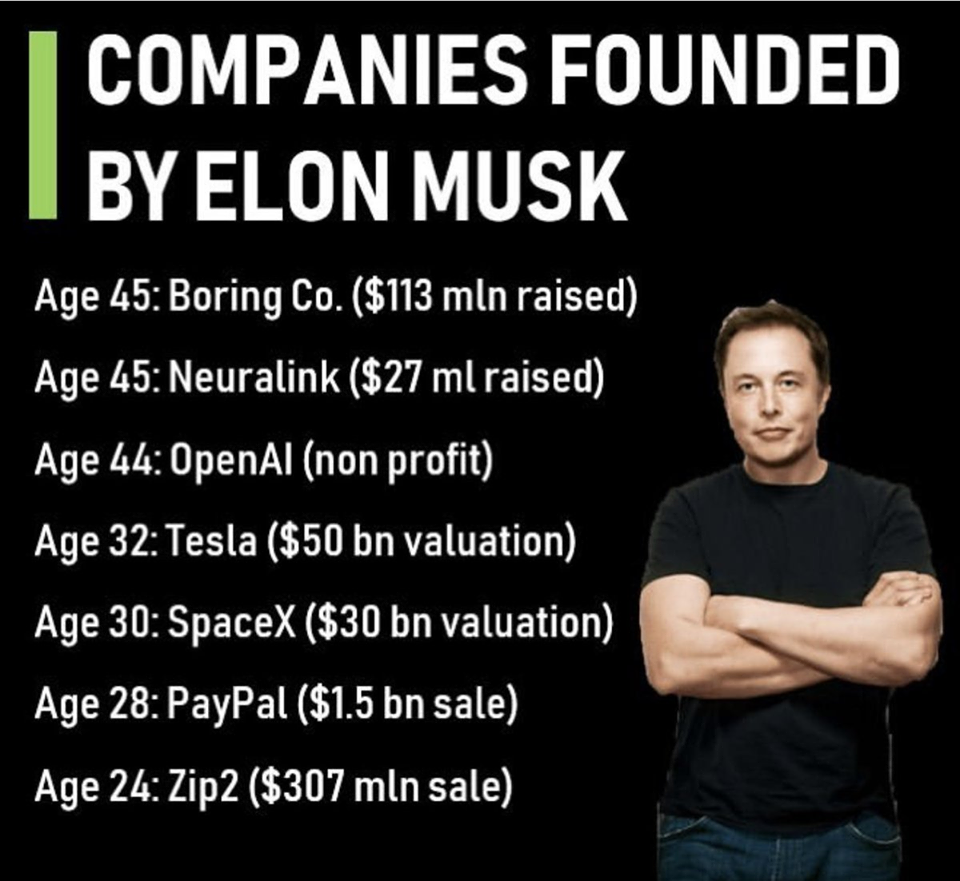 COMPANIES FOUNDED
BY ELON MUSK
Age 45: Boring Co. ($113 mln raised)
Age 45: Neuralink ($27 ml raised)
Age 44: OpenAI (non profit)
Age 32: Tesla ($50 bn valuation)
Age 30: SpaceX ($30 bn valuation)
Age 28: PayPal ($1.5 bn sale)
Age 24: Zip2 ($307 mln sale)